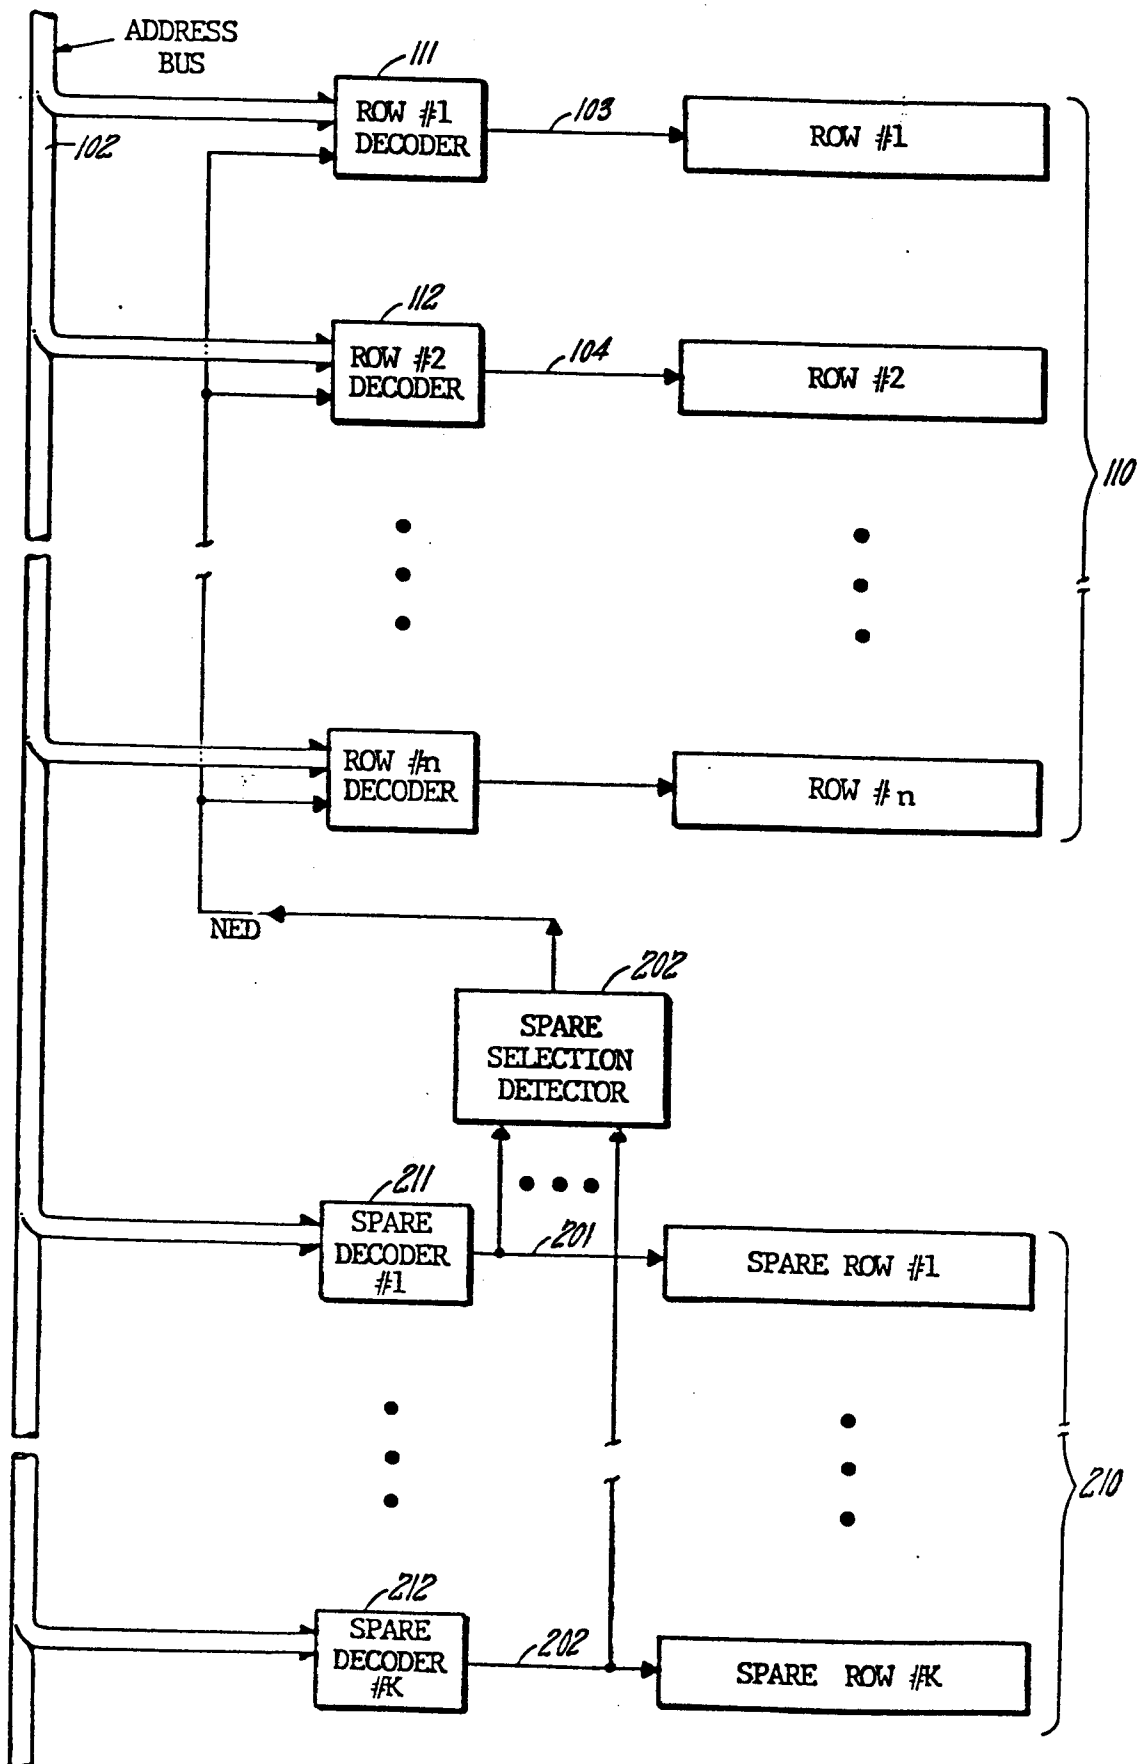 ADDRESS
BUS
111
ROW #1
DECODER
103
ROW #1
102
112
ROW #2
DECODER
104
ROW #2
110
ROW #n
DECODER
ROW #n
NED
202
SPARE
SELECTION
DETECTOR
211
SPARE
DECODER
#1
201
SPARE ROW #1
210
212
SPARE
DECODER
#K
202
SPARE ROW #K